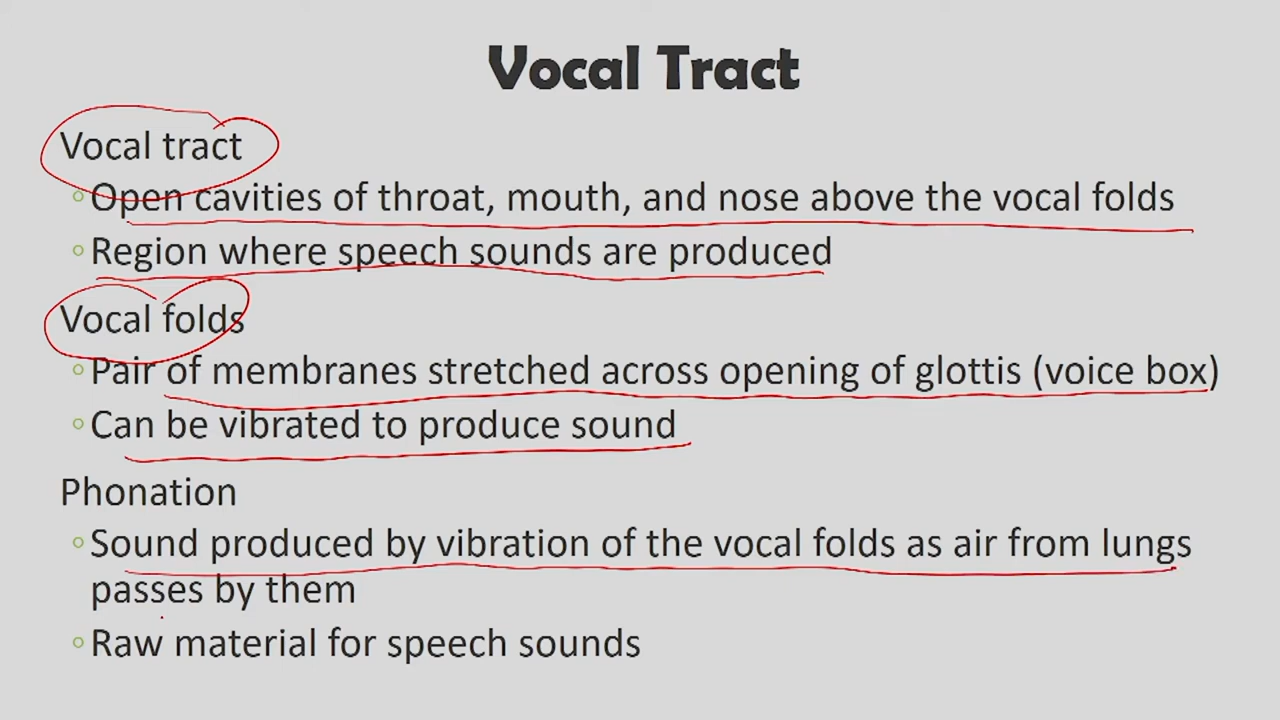 Vocal Tract
Vocal tract
◦Open cavities of throat, mouth, and nose above the vocal folds
◦Region where speech sounds are produced
Vocal folds
◦Pair of membranes stretched across opening of glottis (voice box)
◦Can be vibrated to produce sound
Phonation
◦Sound produced by vibration of the vocal folds as air from lungs
passes by them
◦Raw material for speech sounds